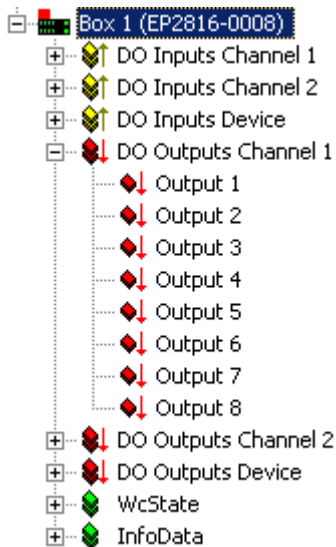 Box 1 (EP2816-0008)
DO Inputs Channel 1
DO Inputs Channel 2
DO Inputs Device
DO Outputs Channel 1
Output 1
Output 2
Output 3
Output 4
Output 5
Output 6
Output 7
Output 8
DO Outputs Channel 2
DO Outputs Device
WcState
InfoData